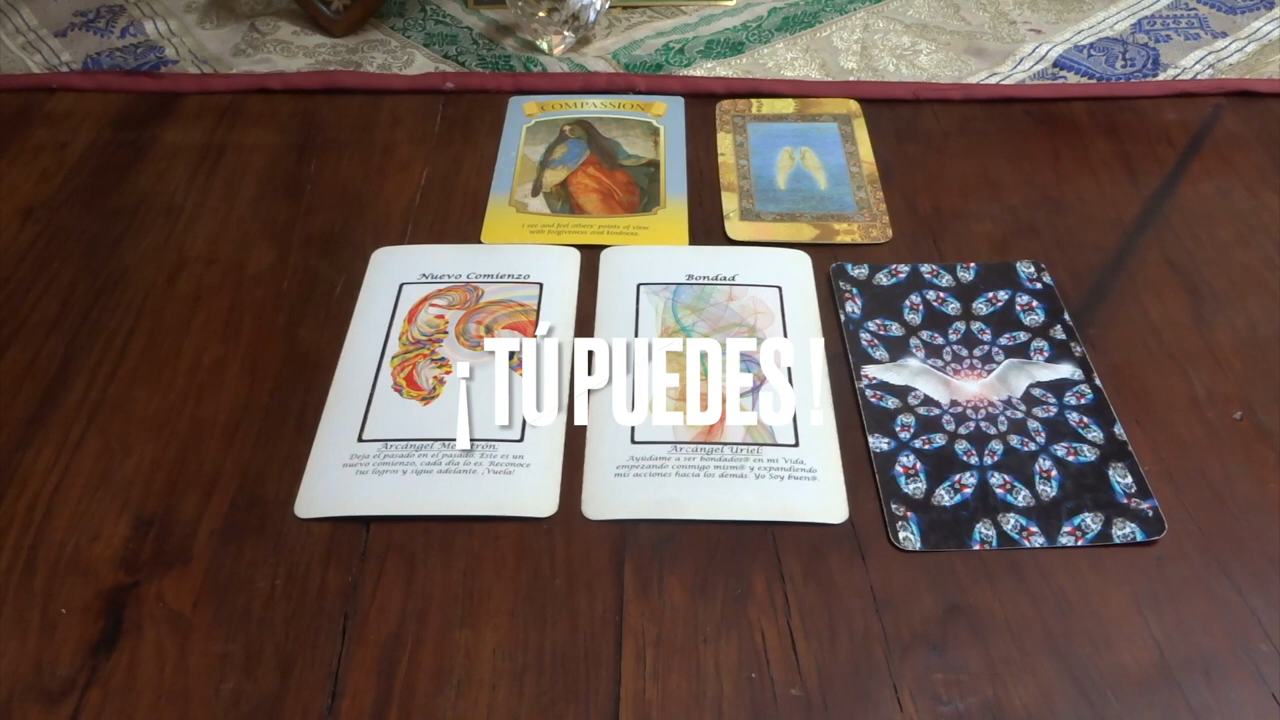 COMPASSION
I see and feel others' points of view
with forgiveness and kindness.
Nuevo Comienzo
Arcángel Metatrón:
Deja el pasado en el pasado. Este es un
nuevo comienzo, cada día lo es. Reconoce
tus logros y sigue adelante. ¡Vuela!
Bondad
Arcángel Uriel:
Ayúdame a ser bondados@ en mi Vida,
empezando conmigo mism@ y expandiendo
mis acciones hacia los demás. Yo Soy buen@.
¡TÚ PUEDES!